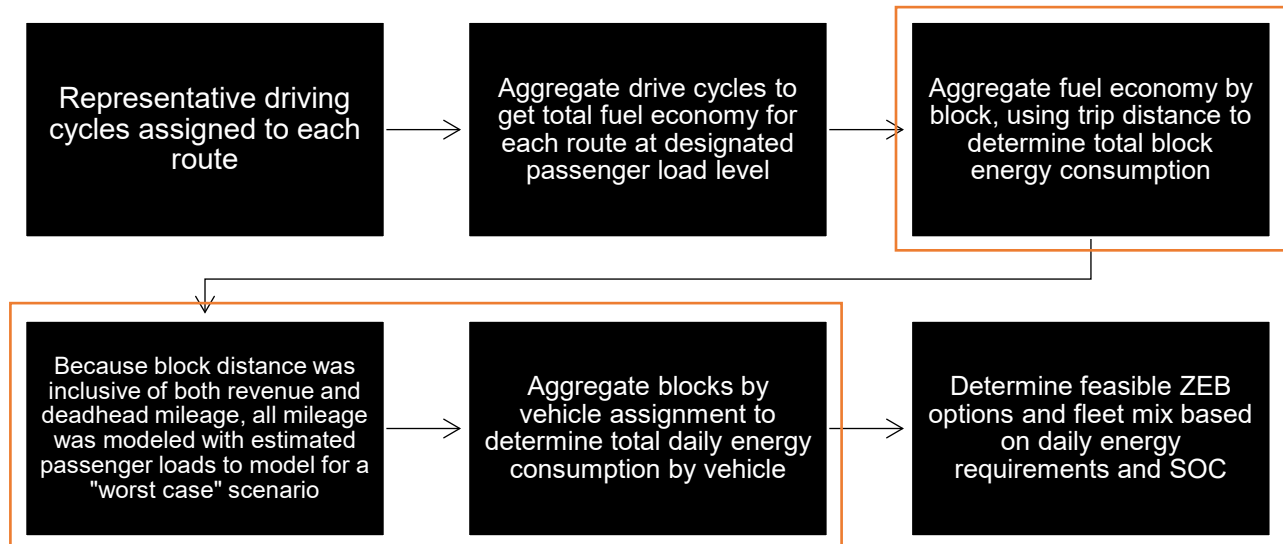 Representative driving
cycles assigned to each
route
Aggregate drive cycles to
get total fuel economy for
each route at designated
passenger load level
Aggregate fuel economy by
block, using trip distance to
determine total block
energy consumption
Because block distance was
inclusive of both revenue and
deadhead mileage, all mileage
was modeled with estimated
passenger loads to model for a
"worst case" scenario
Aggregate blocks by
vehicle assignment to
determine total daily energy
consumption by vehicle
Determine feasible ZEB
options and fleet mix based
on daily energy
requirements and SOC